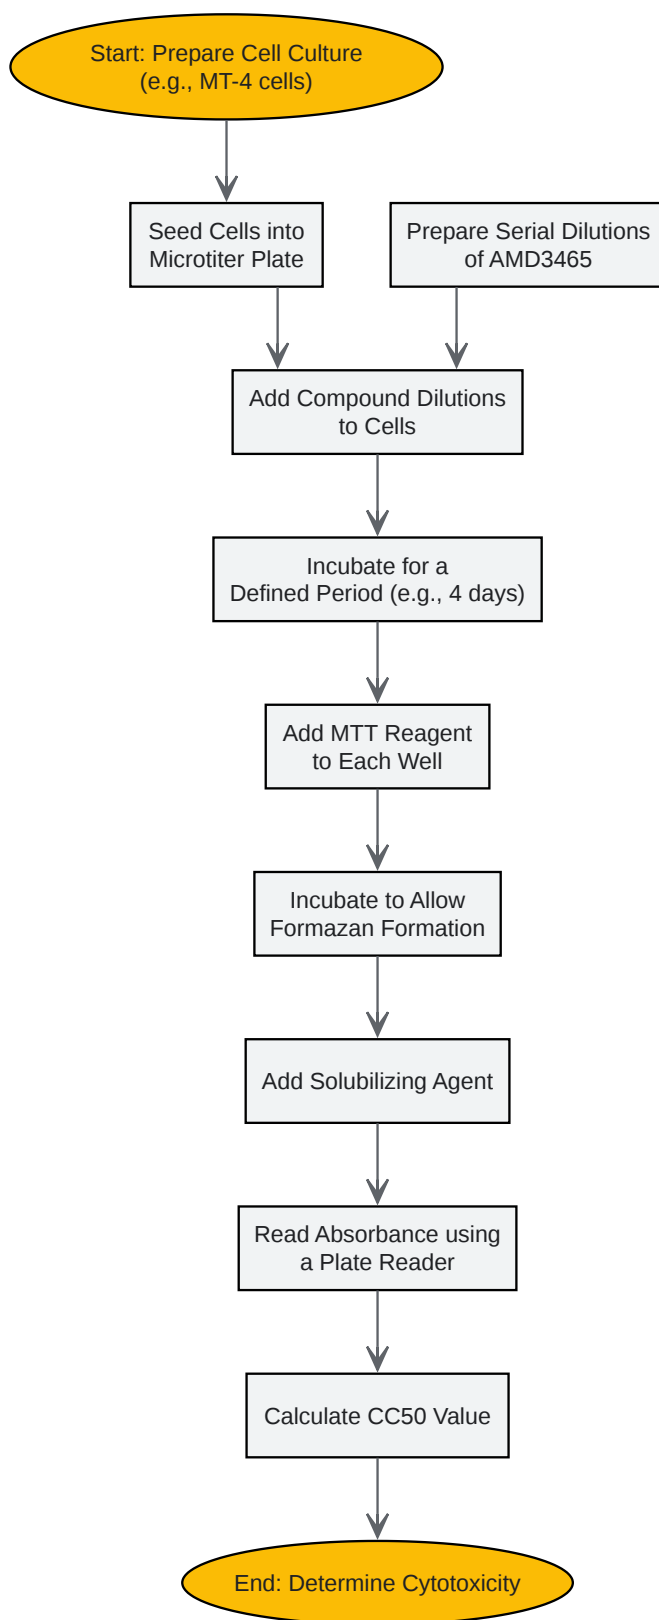 Start: Prepare Cell Culture
(e.g., MT-4 cells)
Seed Cells into
Microtiter Plate
Prepare Serial Dilutions
of AMD3465
Add Compound Dilutions
to Cells
Incubate for a
Defined Period (e.g., 4 days)
Add MTT Reagent
to Each Well
Incubate to Allow
Formazan Formation
Add Solubilizing Agent
Read Absorbance using
a Plate Reader
Calculate CC50 Value
End: Determine Cytotoxicity